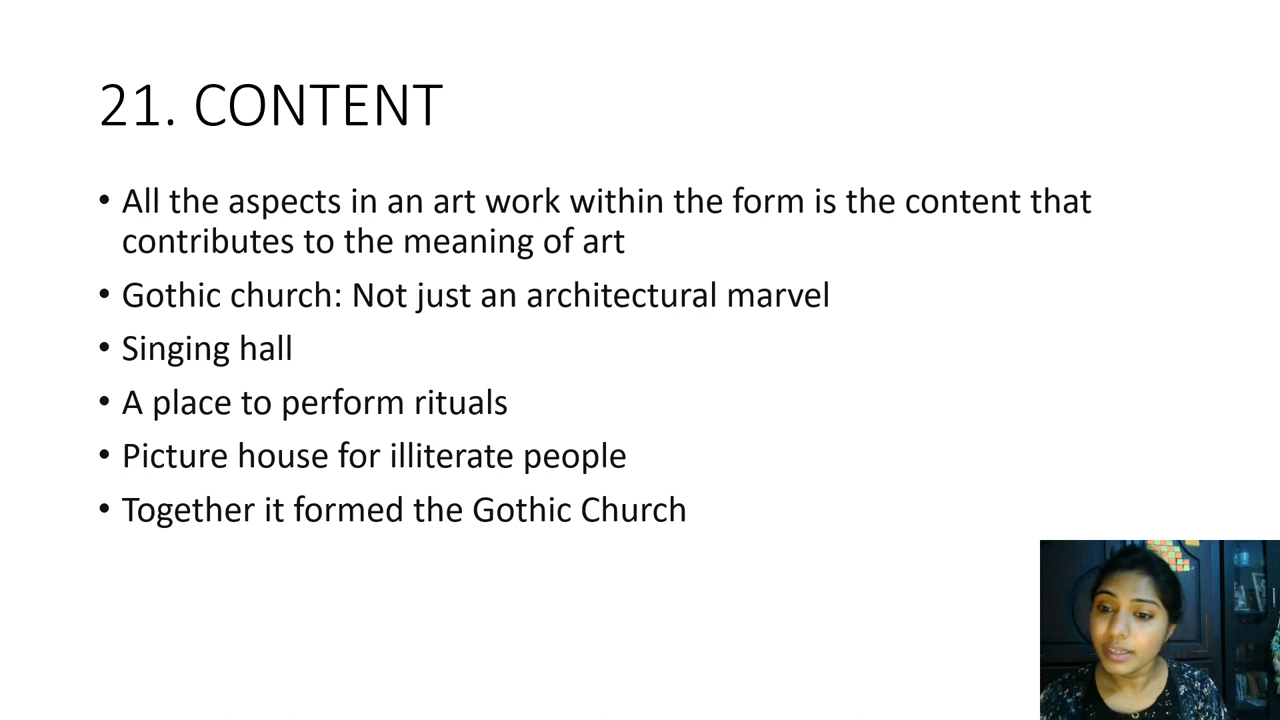 21. CONTENT
• All the aspects in an art work within the form is the content that
contributes to the meaning of art
• Gothic church: Not just an architectural marvel
• Singing hall
• A place to perform rituals
• Picture house for illiterate people
• Together it formed the Gothic Church